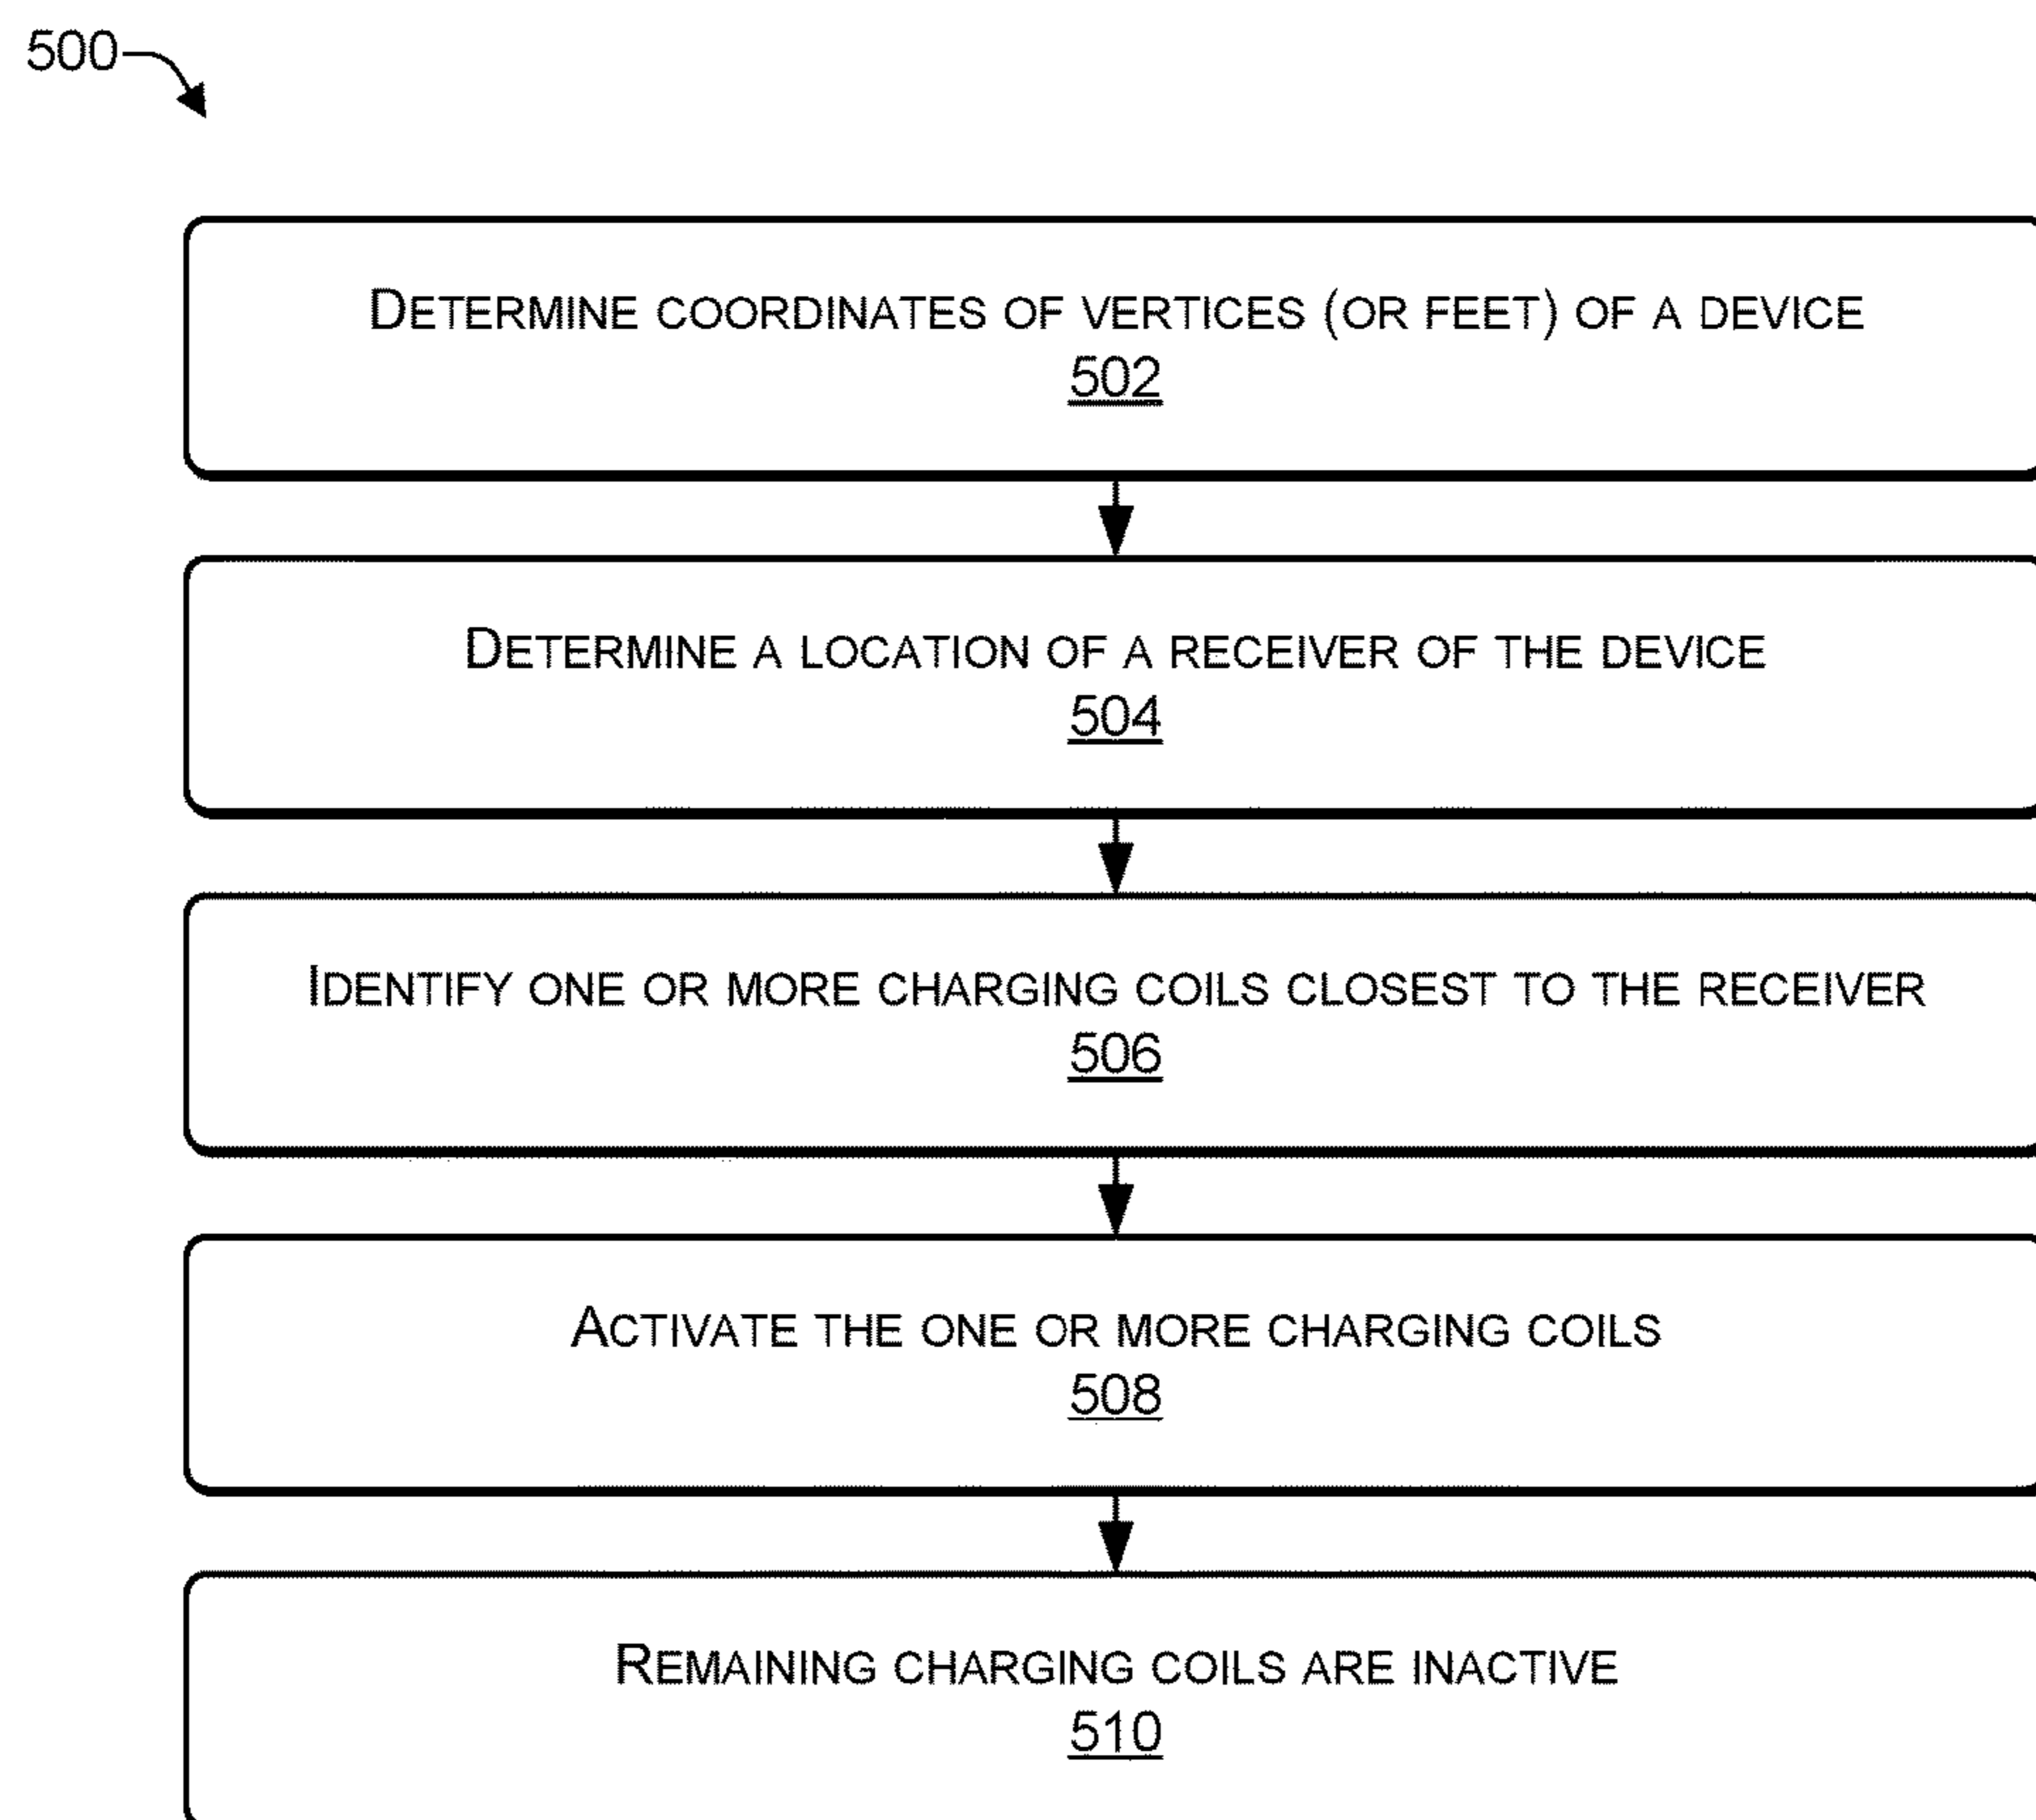 500
DETERMINE COORDINATES OF VERTICES (OR FEET) OF A DEVICE
502
DETERMINE A LOCATION OF A RECEIVER OF THE DEVICE
504
IDENTIFY ONE OR MORE CHARGING COILS CLOSEST TO THE RECEIVER
506
ACTIVATE THE ONE OR MORE CHARGING COILS
508
REMAINING CHARGING COILS ARE INACTIVE
510